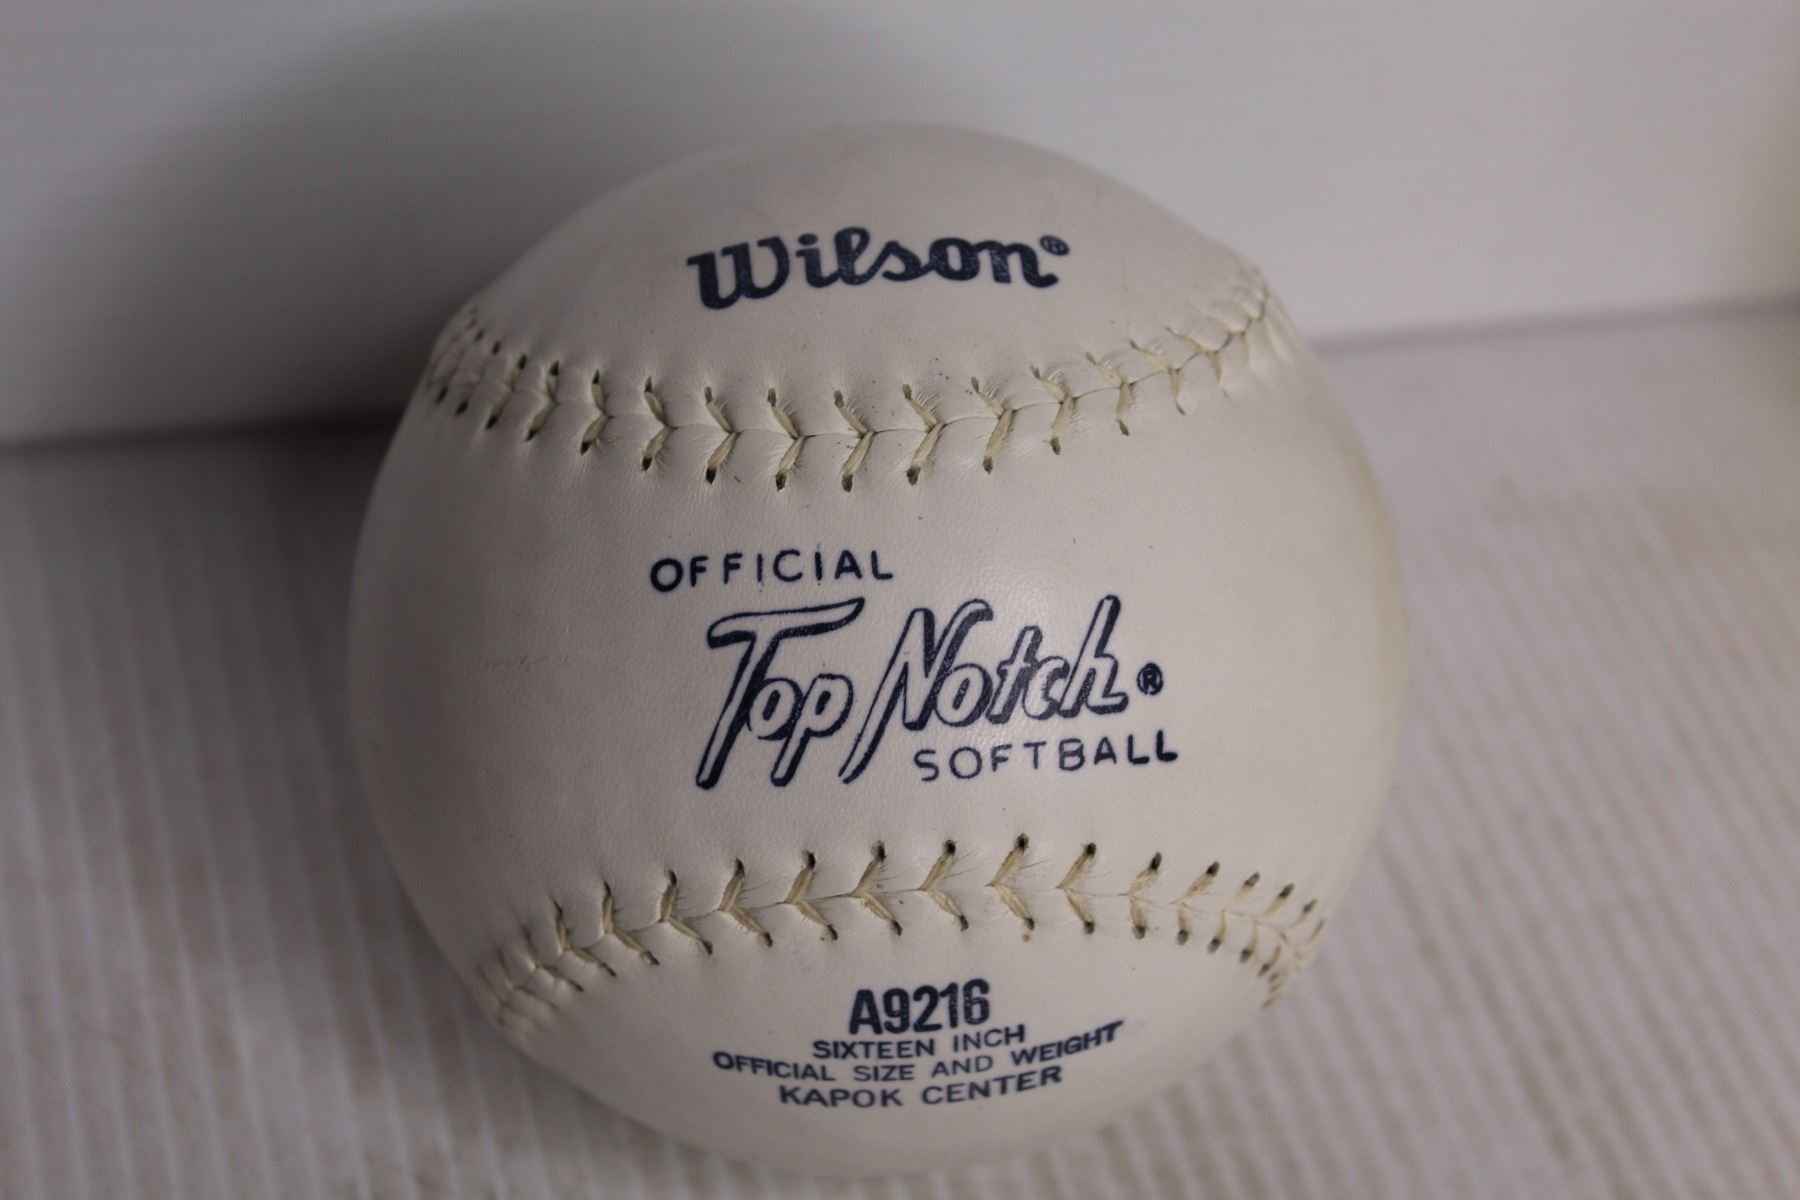 Wilson®
OFFICIAL
Top Notch®
SOFTBALL
A9216
SIXTEEN INCH
OFFICIAL SIZE AND WEIGHT
KAPOK CENTER